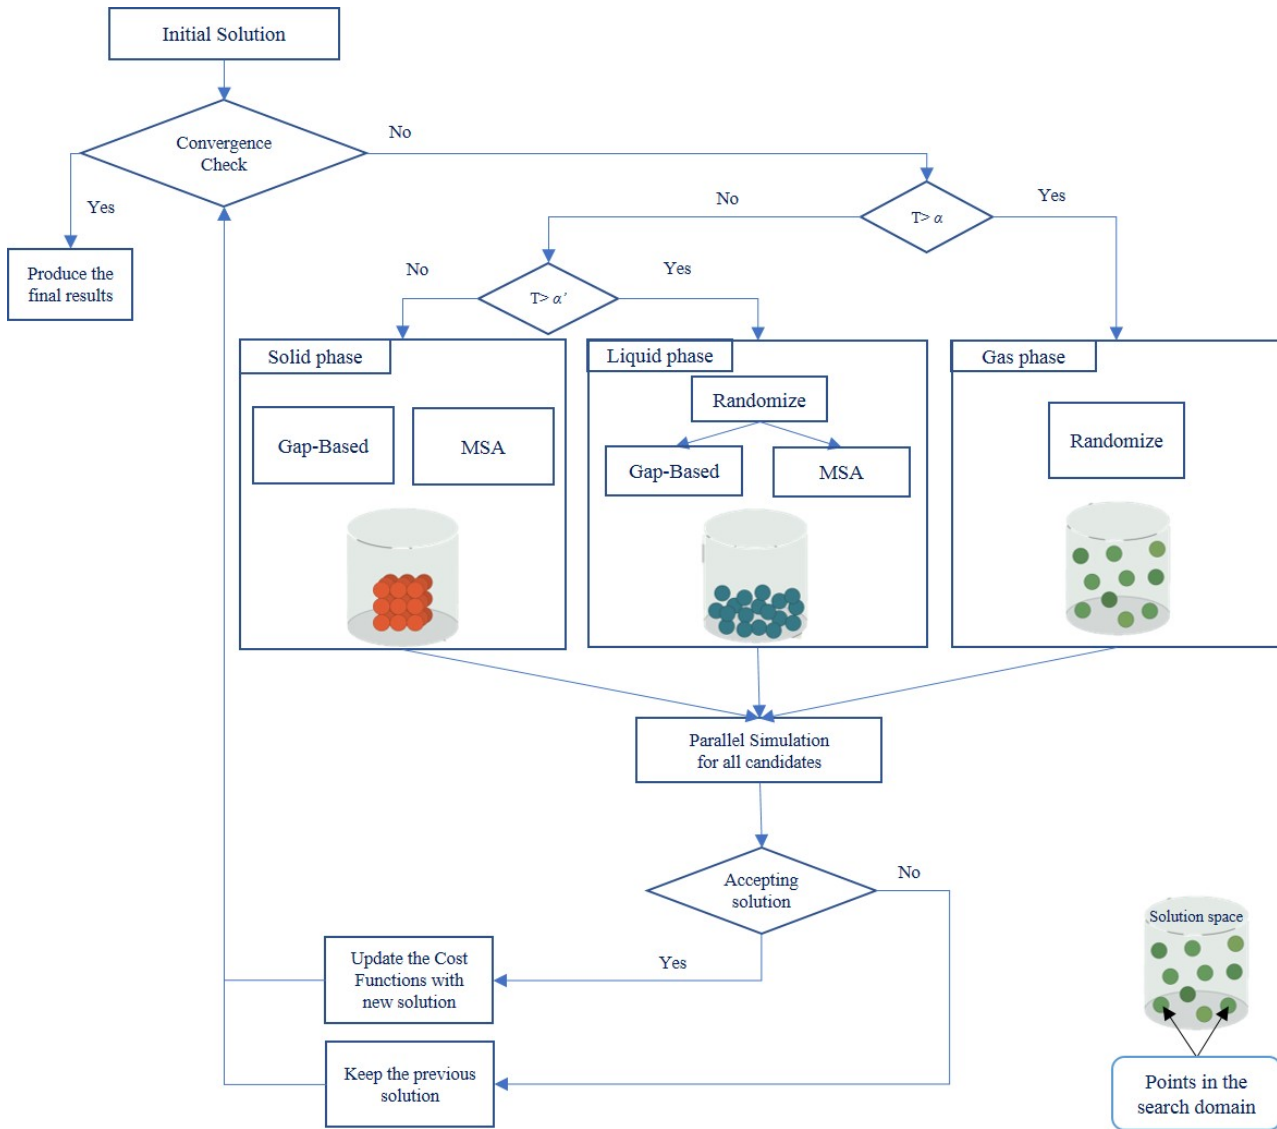 Initial Solution
Convergence
Check
No
Yes
Produce the
final results
T> α
No
Yes
T> α′
No
Yes
Solid phase
Gap-Based
MSA
Liquid phase
Randomize
Gap-Based
MSA
Gas phase
Randomize
Parallel Simulation
for all candidates
Accepting
solution
No
Yes
Update the Cost
Functions with
new solution
Keep the previous
solution
Solution space
Points in the
search domain